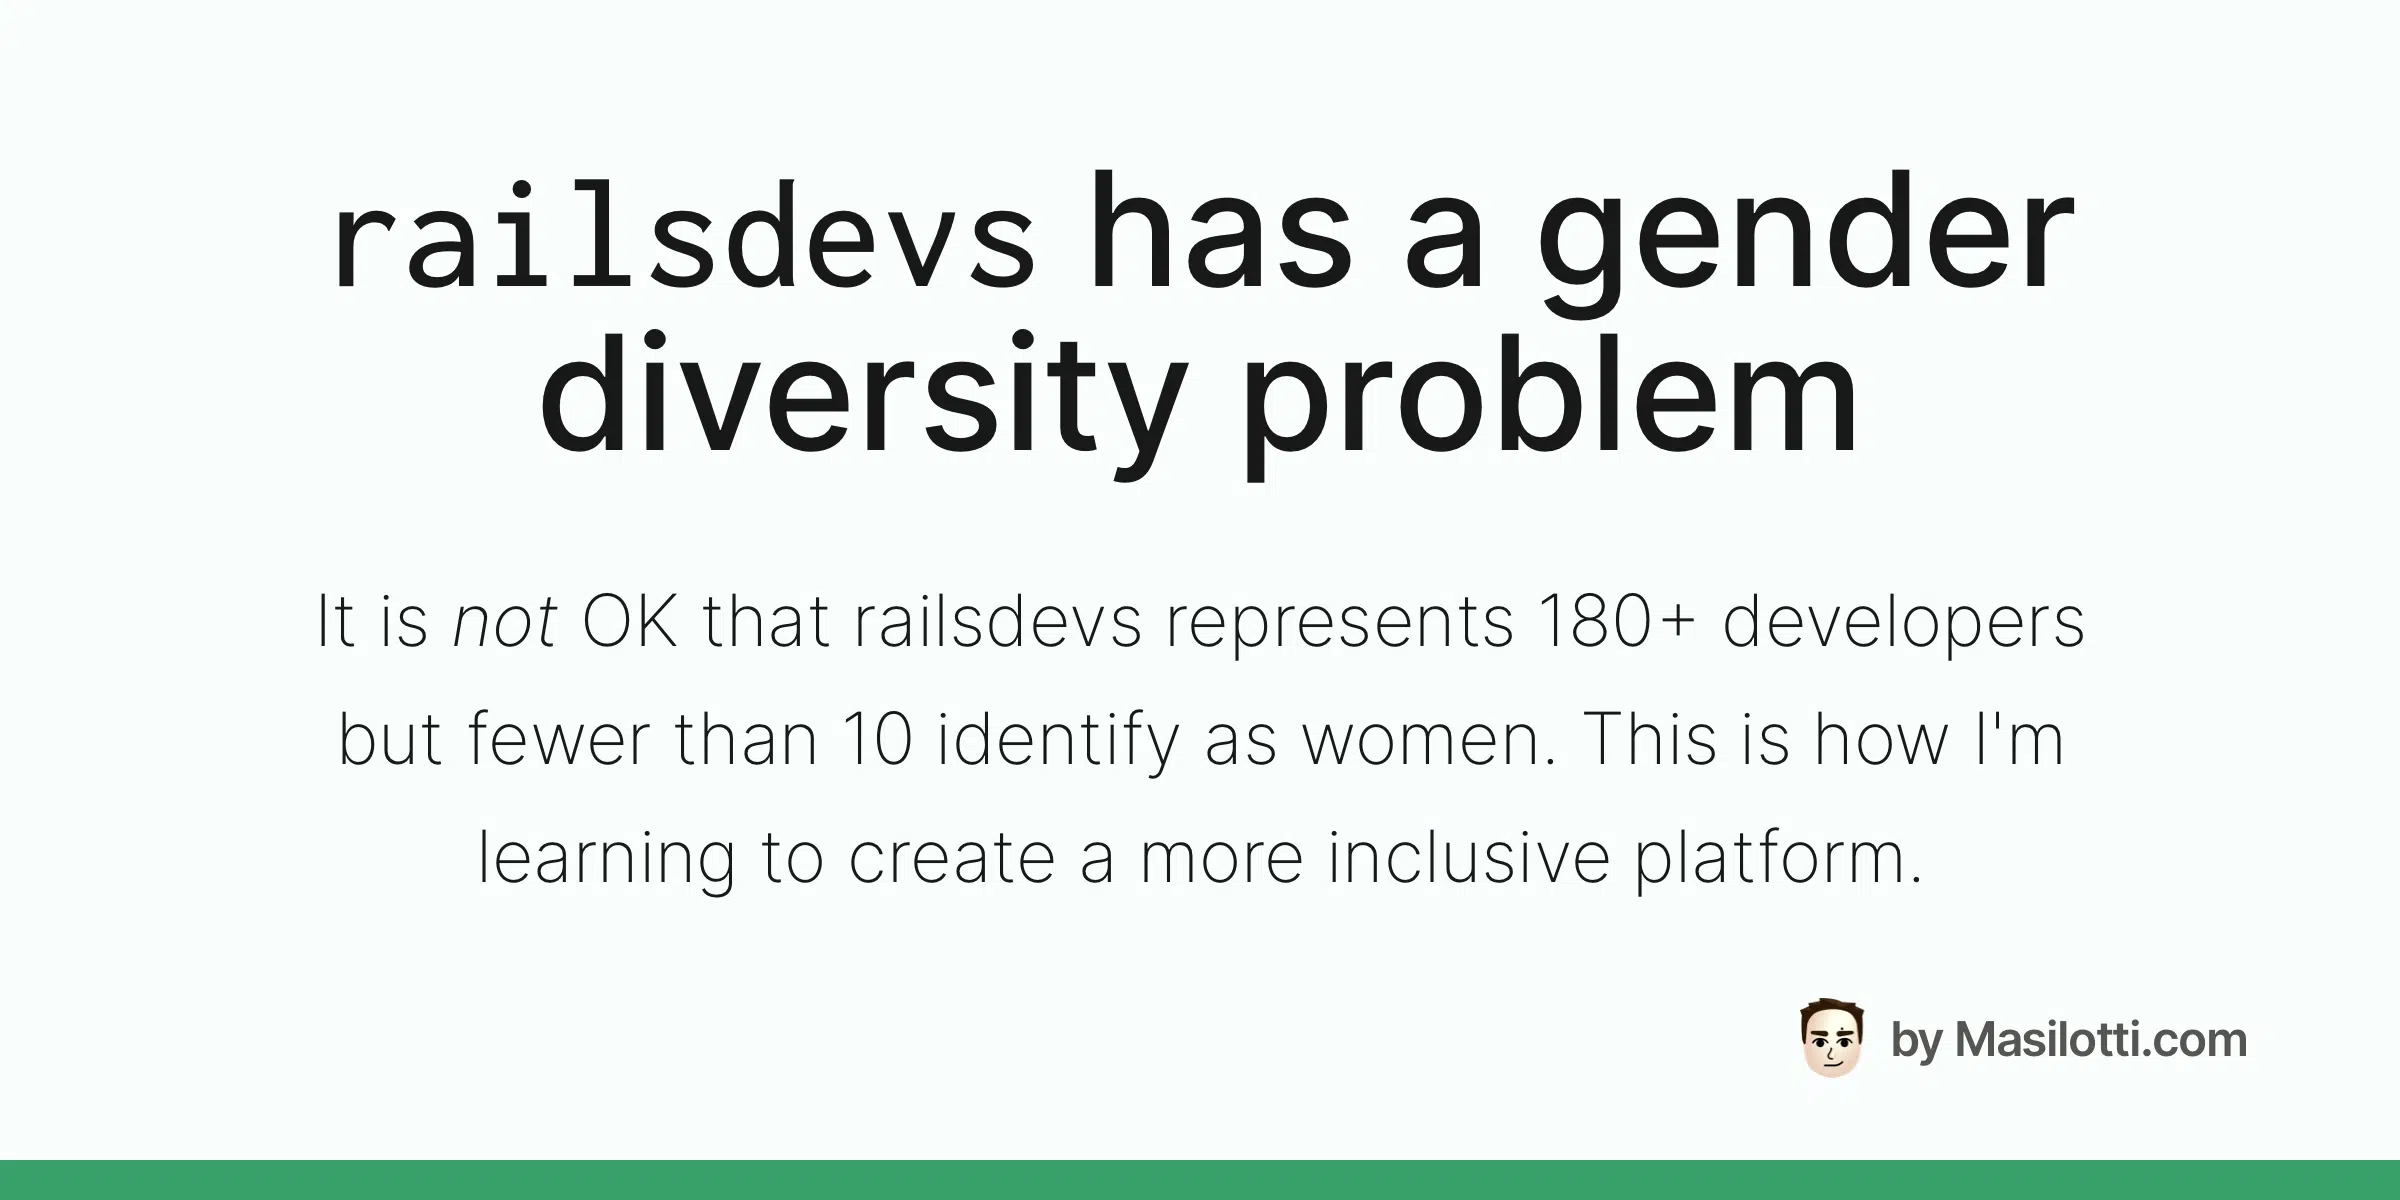 railsdevs has a gender
diversity problem
It is not OK that railsdevs represents 180+ developers
but fewer than 10 identify as women. This is how I'm
learning to create a more inclusive platform.
by Masilotti.com